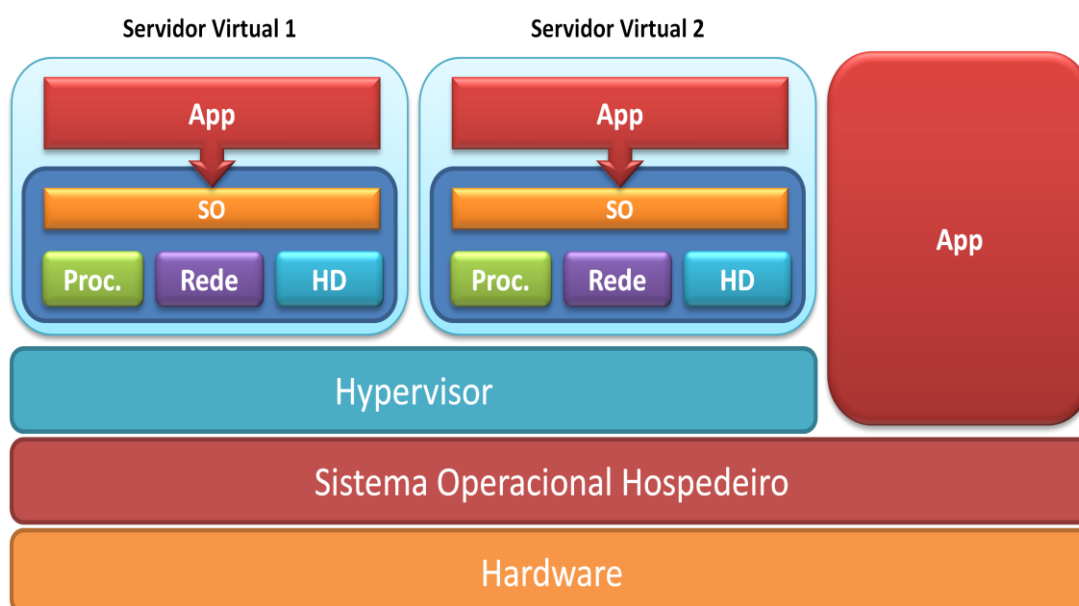 Servidor Virtual 1
Servidor Virtual 2
App
App
App
SO
SO
Proc.
Rede
HD
Proc.
Rede
HD
Hypervisor
Sistema Operacional Hospedeiro
Hardware